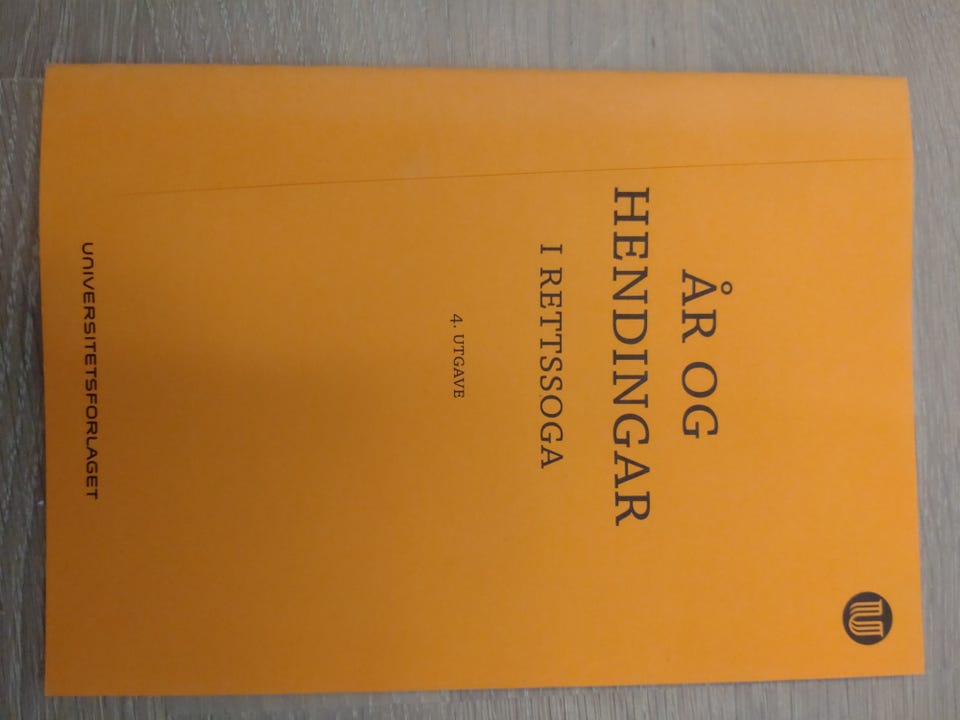 ÅR OG
HENDINGAR
I RETTSSOGA
4. UTGAVE
UNIVERSITETSFORLAGET